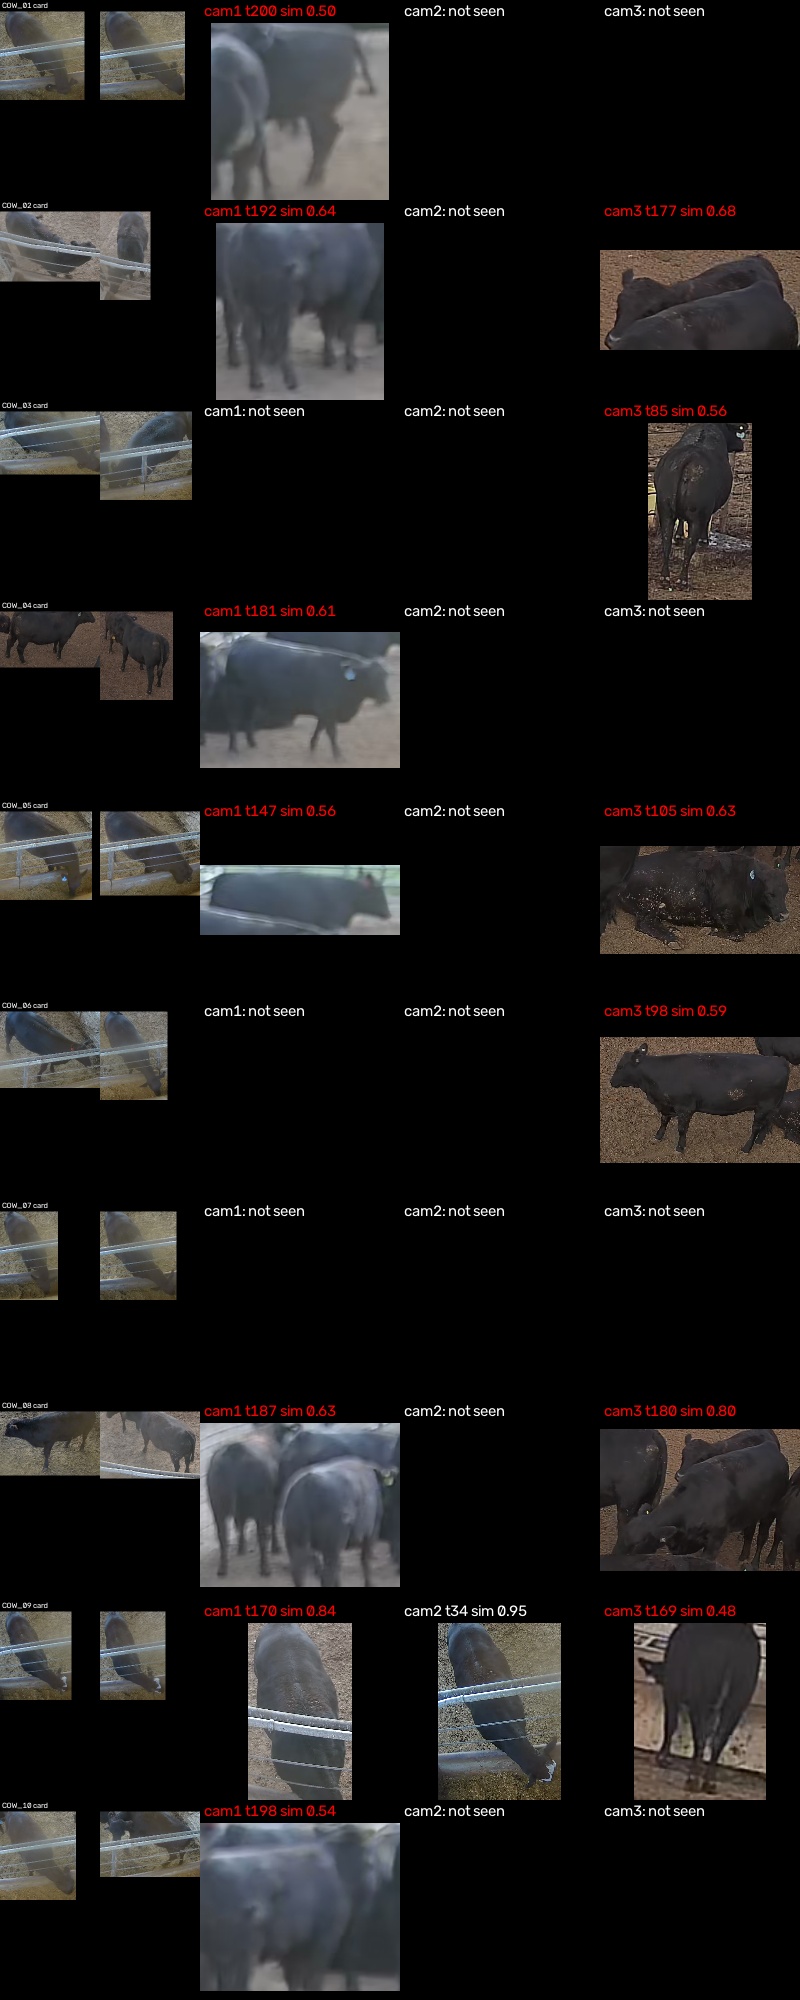 COW_01 card
cam1 t200 sim 0.50
cam2: not seen
cam3: not seen
COW_02 card
cam1 t192 sim 0.64
cam2: not seen
cam3 t177 sim 0.68
COW_03 card
cam1: not seen
cam2: not seen
cam3 t85 sim 0.56
COW_04 card
cam1 t181 sim 0.61
cam2: not seen
cam3: not seen
COW_05 card
cam1 t147 sim 0.56
cam2: not seen
cam3 t105 sim 0.63
COW_06 card
cam1: not seen
cam2: not seen
cam3 t98 sim 0.59
COW_07 card
cam1: not seen
cam2: not seen
cam3: not seen
COW_08 card
cam1 t187 sim 0.63
cam2: not seen
cam3 t180 sim 0.80
COW_09 card
cam1 t170 sim 0.84
cam2 t34 sim 0.95
cam3 t169 sim 0.48
COW_10 card
cam1 t198 sim 0.54
cam2: not seen
cam3: not seen